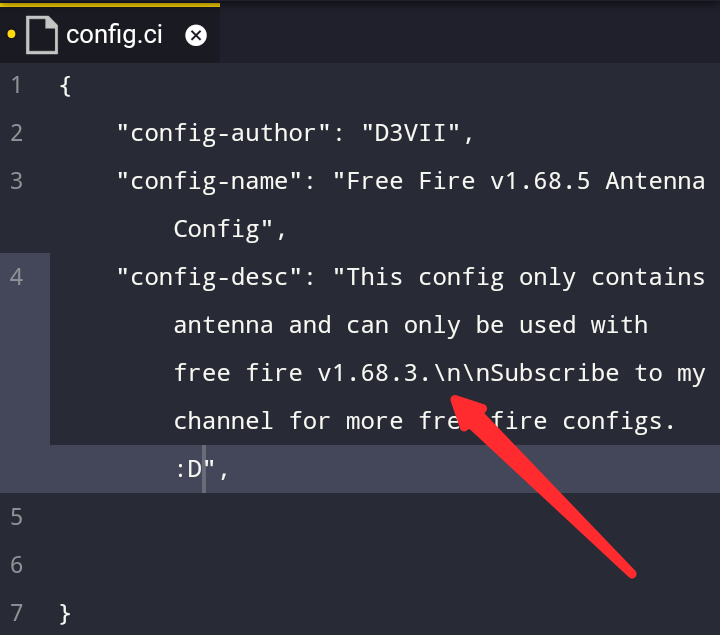 config.ci
1 {
2 "config-author": "D3VII",
3 "config-name": "Free Fire v1.68.5 Antenna
Config",
4 "config-desc": "This config only contains
antenna and can only be used with
free fire v1.68.3.\n\nSubscribe to my
channel for more free fire configs.
:D",
5
6
7 }